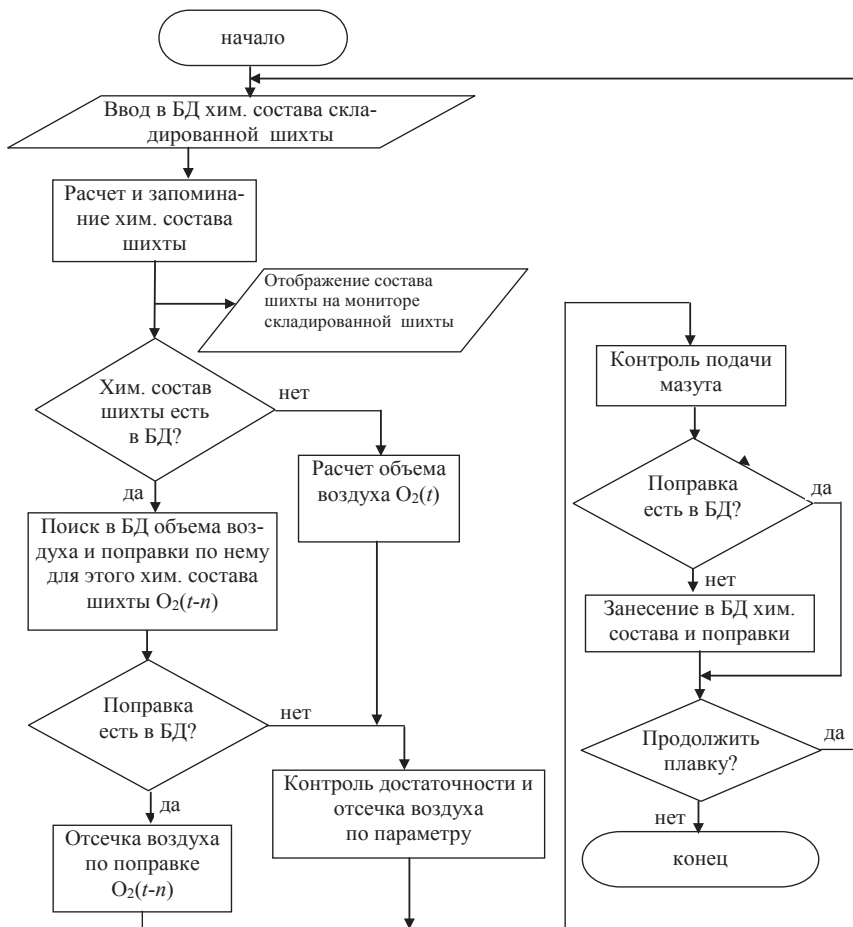 начало
Ввод в БД хим. состава скла-
дированной шихты
Расчет и запомина-
ние хим. состава
шихты
Отображение состава
шихты на мониторе
складированной шихты
Хим. состав
шихты есть
в БД?
нет
да
Расчет объема
воздуха O₂(t)
Поиск в БД объема воз-
духа и поправки по нему
для этого хим. состава
шихты O₂(t-n)
Поправка
есть в БД?
нет
да
Контроль достаточности и
отсечка воздуха
по параметру
Отсечка воздуха
по поправке
O₂(t-n)
Контроль подачи
мазута
Поправка
есть в БД?
да
нет
Занесение в БД хим.
состава и поправки
Продолжить
плавку?
да
нет
конец